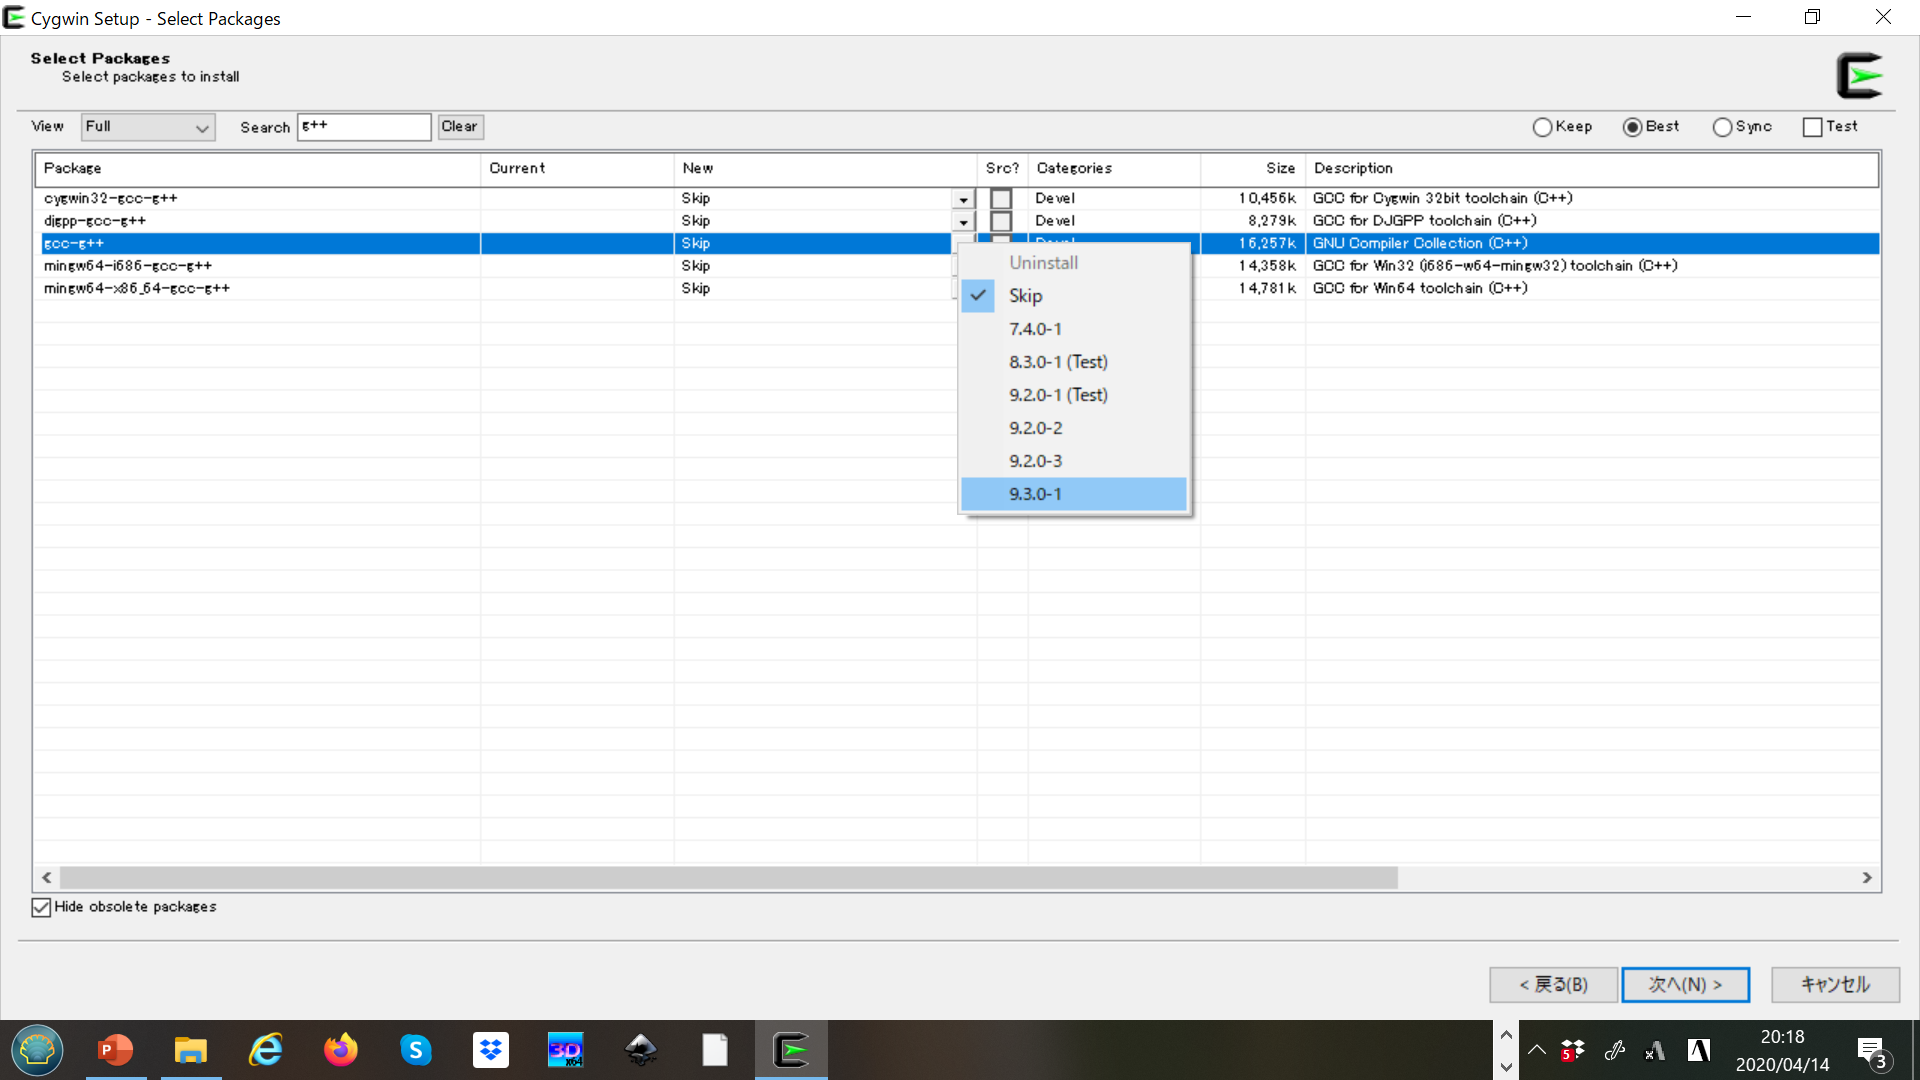 Cygwin Setup - Select Packages
Select Packages
Select packages to install
View Full Search g++ Clear Keep Best Sync Test
Package Current New Src? Categories Size Description
cygwin32-gcc-g++ Skip Devel 10,456k GCC for Cygwin 32bit toolchain (C++)
djgpp-gcc-g++ Skip Devel 8,279k GCC for DJGPP toolchain (C++)
gcc-g++ Skip 16,257k GNU Compiler Collection (C++)
mingw64-i686-gcc-g++ Skip 14,358k GCC for Win32 (i686-w64-mingw32) toolchain (C++)
mingw64-x86_64-gcc-g++ Skip 14,781k GCC for Win64 toolchain (C++)
Uninstall
Skip
7.4.0-1
8.3.0-1 (Test)
9.2.0-1 (Test)
9.2.0-2
9.2.0-3
9.3.0-1
Hide obsolete packages
< 戻る(B) 次へ(N) > キャンセル
20:18
2020/04/14
3